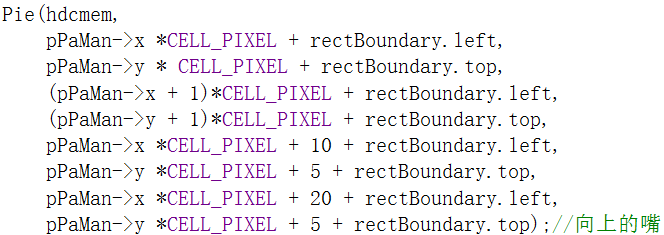 Pie(hdcmem,
pPaMan->x *CELL_PIXEL + rectBoundary.left,
pPaMan->y * CELL_PIXEL + rectBoundary.top,
(pPaMan->x + 1)*CELL_PIXEL + rectBoundary.left,
(pPaMan->y + 1)*CELL_PIXEL + rectBoundary.top,
pPaMan->x *CELL_PIXEL + 10 + rectBoundary.left,
pPaMan->y *CELL_PIXEL + 5 + rectBoundary.top,
pPaMan->x *CELL_PIXEL + 20 + rectBoundary.left,
pPaMan->y *CELL_PIXEL + 5 + rectBoundary.top);//向上的嘴